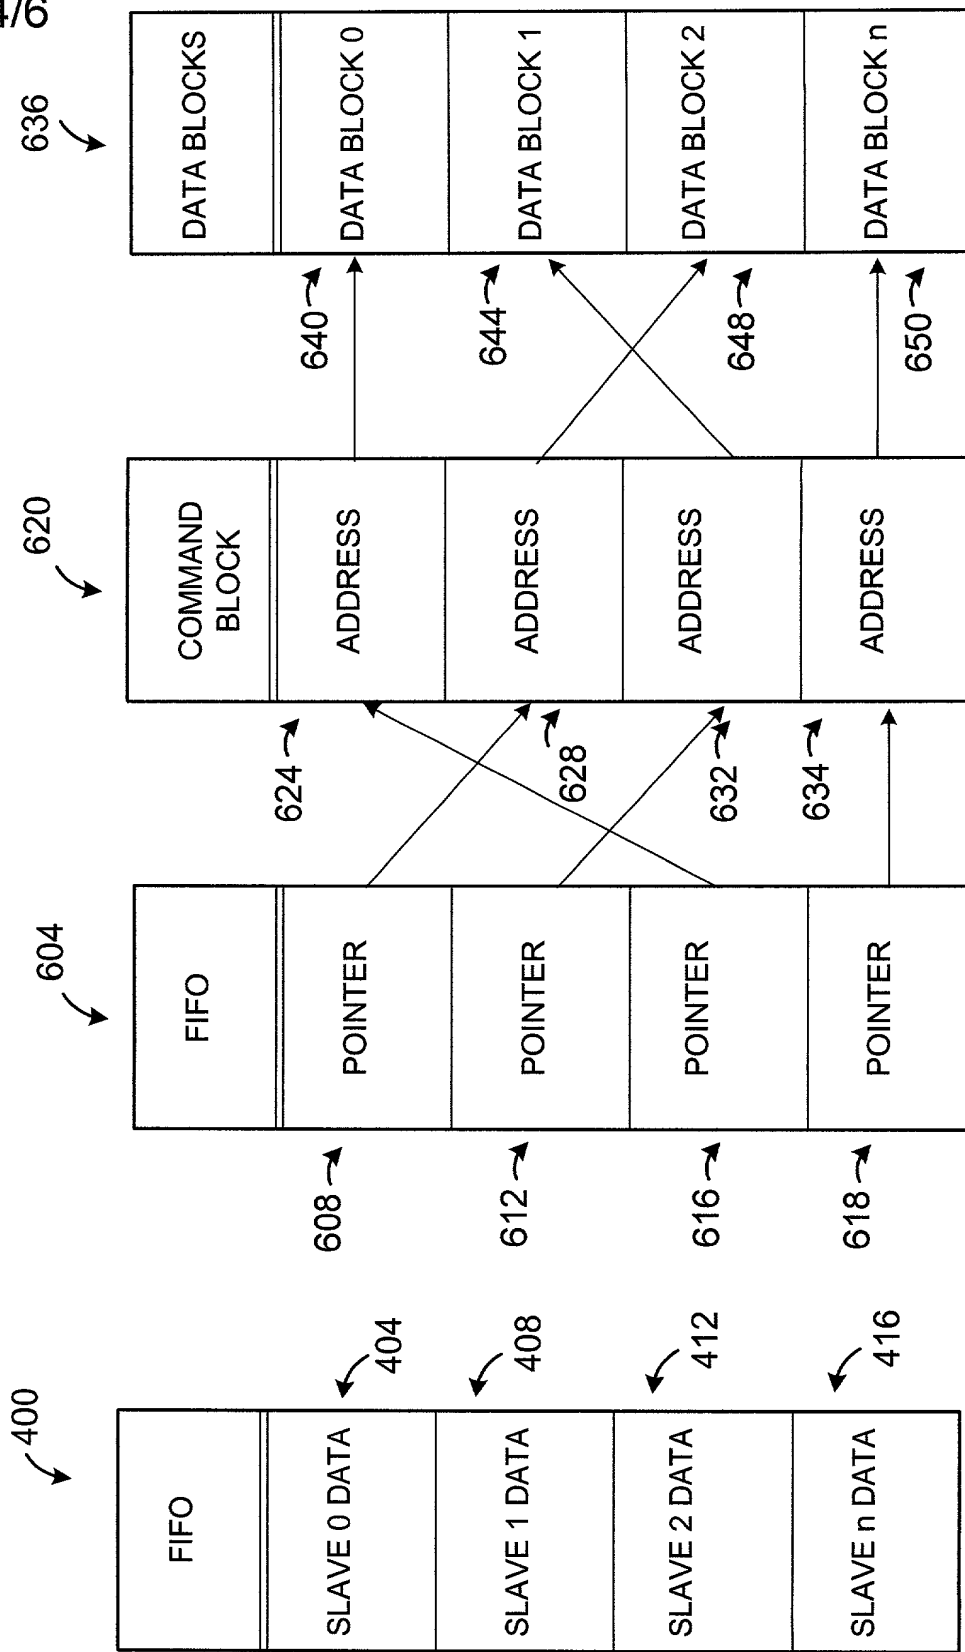 4/6
400
FIFO
SLAVE 0 DATA
404
SLAVE 1 DATA
408
SLAVE 2 DATA
412
SLAVE n DATA
416
604
FIFO
608
POINTER
612
POINTER
616
POINTER
618
POINTER
620
COMMAND
BLOCK
624
ADDRESS
628
ADDRESS
632
ADDRESS
634
ADDRESS
636
DATA BLOCKS
640
DATA BLOCK 0
644
DATA BLOCK 1
648
DATA BLOCK 2
650
DATA BLOCK n